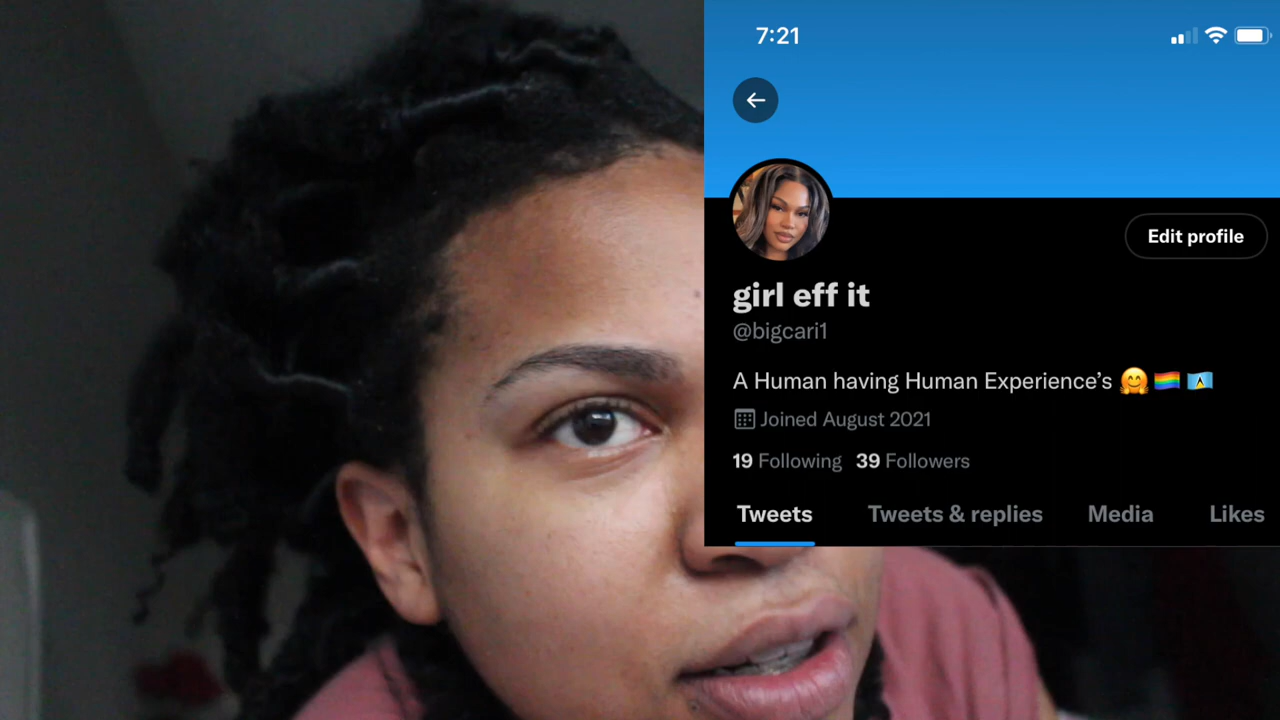 7:21
Edit profile
girl eff it
@bigcari1
A Human having Human Experience’s 🤗🏳️‍🌈🇱🇨
Joined August 2021
19 Following 39 Followers
Tweets Tweets & replies Media Likes